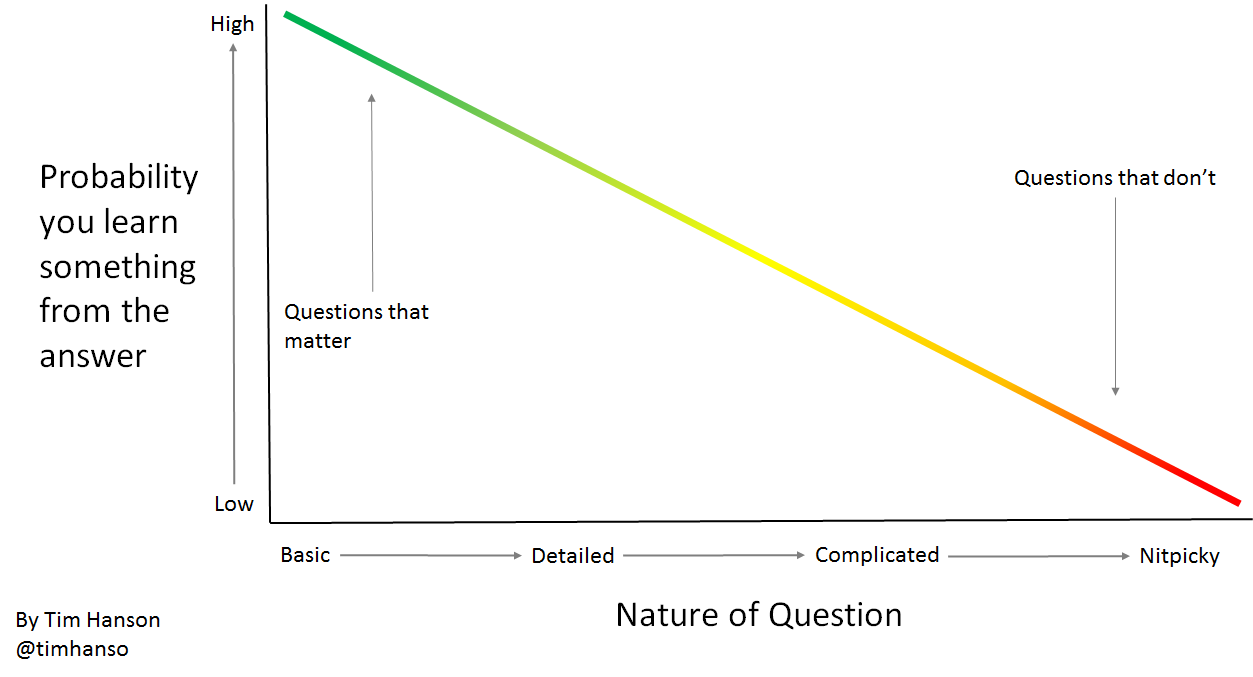 High
Probability
you learn
something
from the
answer
Questions that don’t
Questions that
matter
Low
Basic
Detailed
Complicated
Nitpicky
Nature of Question
By Tim Hanson
@timhanso